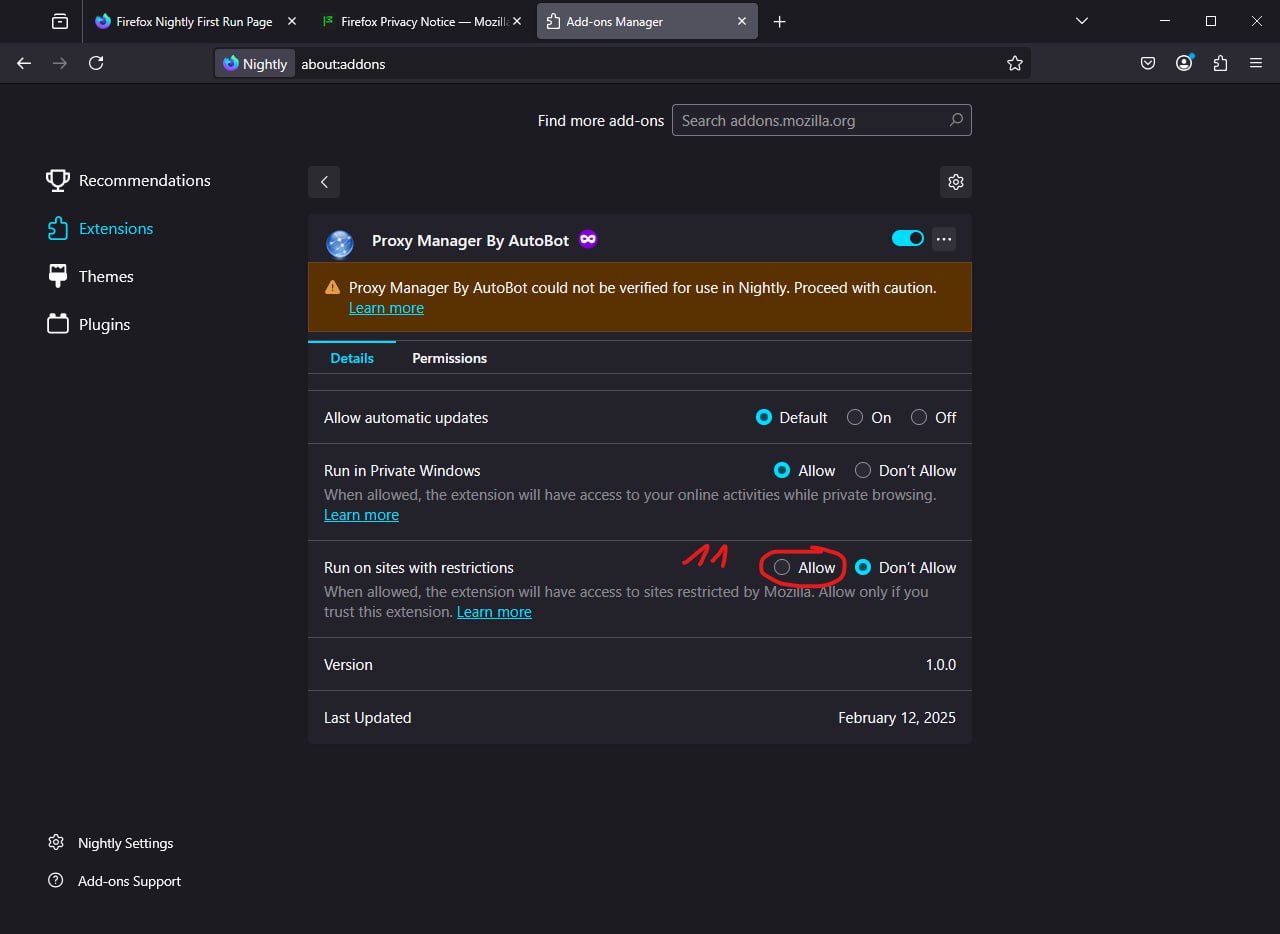 Firefox Nightly First Run Page
Firefox Privacy Notice — Mozilla
Add-ons Manager
Nightly
about:addons
Find more add-ons
Search addons.mozilla.org
Recommendations
Extensions
Themes
Plugins
Proxy Manager By AutoBot
Proxy Manager By AutoBot could not be verified for use in Nightly. Proceed with caution.
Learn more
Details Permissions
Allow automatic updates Default On Off
Run in Private Windows Allow Don't Allow
When allowed, the extension will have access to your online activities while private browsing.
Learn more
11
Run on sites with restrictions Allow Don't Allow
When allowed, the extension will have access to sites restricted by Mozilla. Allow only if you
trust this extension. Learn more
Version 1.0.0
Last Updated February 12, 2025
Nightly Settings
Add-ons Support